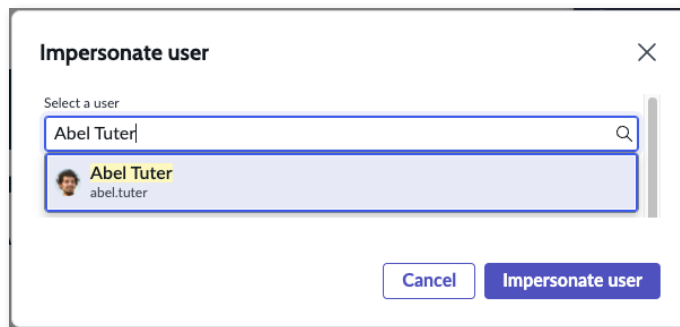 Impersonate user
Select a user
Abel Tuter
Abel Tuter
abel.tuter
Cancel
Impersonate user